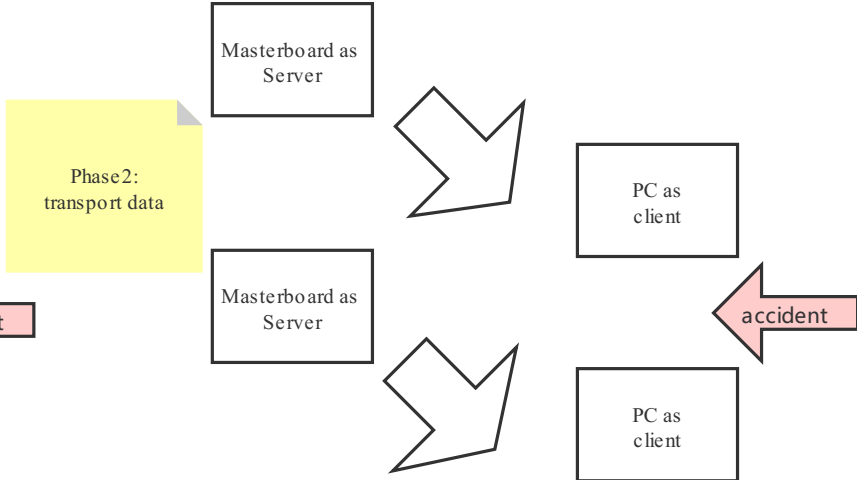 Masterboard as
Server
Phase2:
transport data
PC as
client
Masterboard as
Server
accident
PC as
client